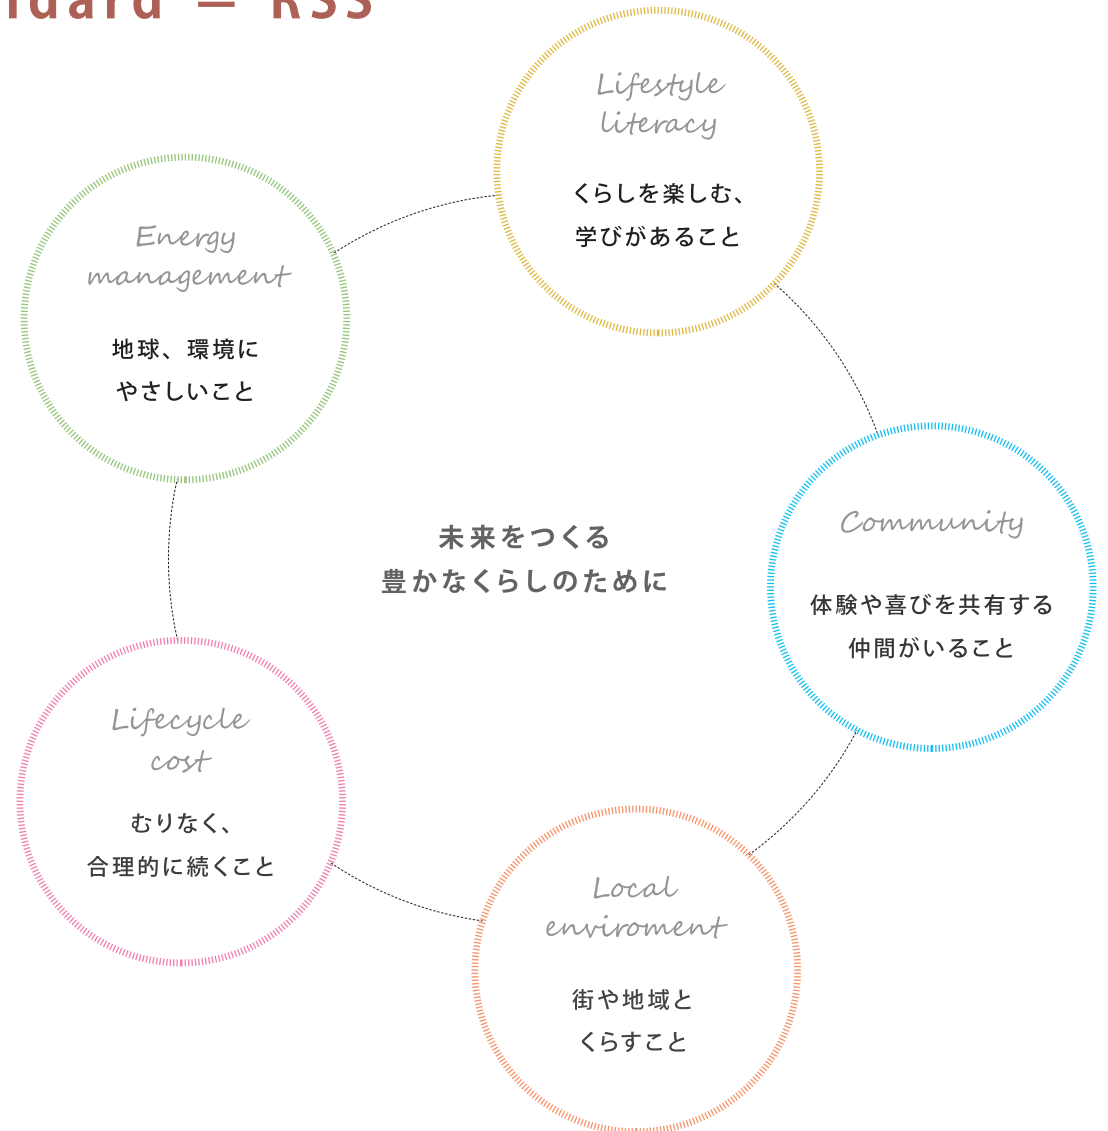 dard — RSS
Lifestyle
literacy
くらしを楽しむ、
学びがあること
Energy
management
地球、環境に
やさしいこと
Community
体験や喜びを共有する
仲間がいること
未来をつくる
豊かなくらしのために
Lifecycle
cost
むりなく、
合理的に続くこと
Local
enviroment
街や地域と
くらすこと